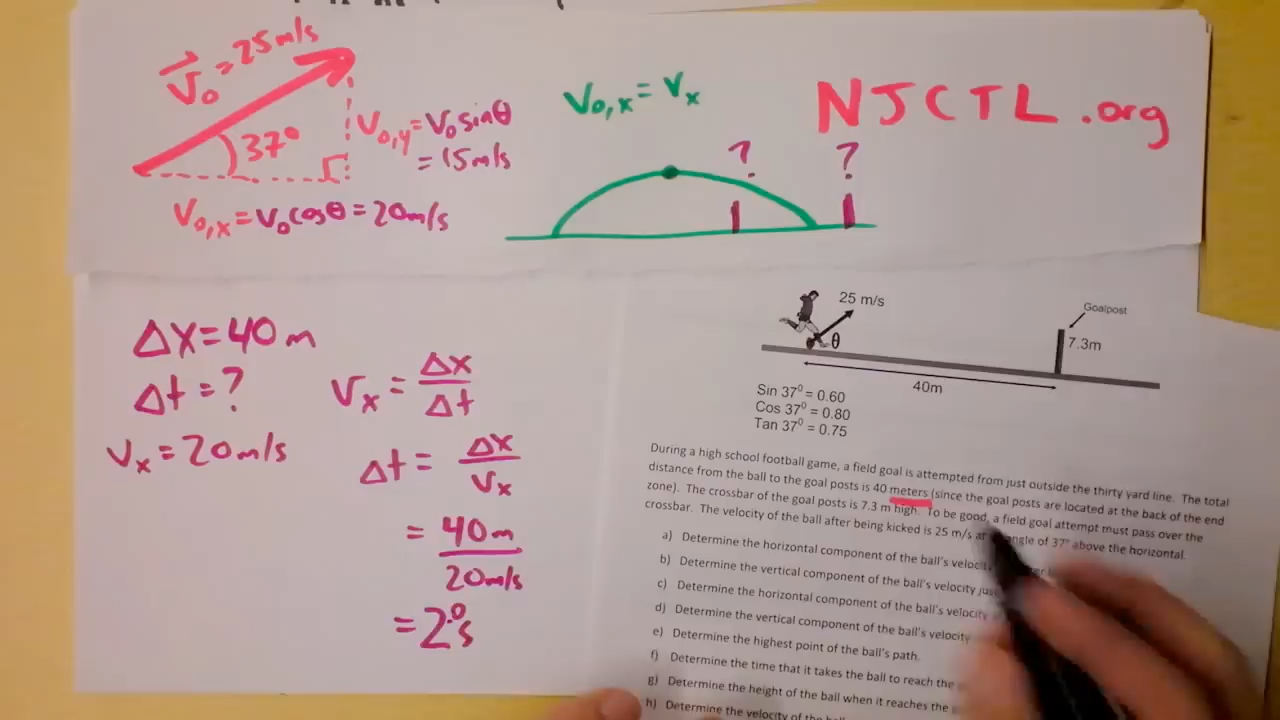 V₀ = 25 m/s
37°
V₀,y = V₀ sinθ
= 15 m/s
V₀,x = V₀ cosθ = 20 m/s
V₀,x = Vx
?
?
NJCTL.org
Δx = 40 m
Δt = ?
Vx = 20 m/s
Vx = Δx/Δt
Δt = Δx/Vx
= 40m/20m/s
= 2.0 s
25 m/s
θ
Goalpost
7.3m
40m
Sin 37⁰ = 0.60
Cos 37⁰ = 0.80
Tan 37⁰ = 0.75
During a high school football game, a field goal is attempted from just outside the thirty yard line. The total
distance from the ball to the goal posts is 40 meters (since the goal posts are located at the back of the end
zone). The crossbar of the goal posts is 7.3 m high. To be good, a field goal attempt must pass over the
crossbar. The velocity of the ball after being kicked is 25 m/s at angle of 37° above the horizontal.
a) Determine the horizontal component of the ball's velocity
b) Determine the vertical component of the ball's velocity
c) Determine the horizontal component of the ball's velocity
d) Determine the vertical component of the ball's velocity
e) Determine the highest point of the ball's path.
f) Determine the time that it takes the ball to reach the
g) Determine the height of the ball when it reaches the
h) Determine the velocity of the